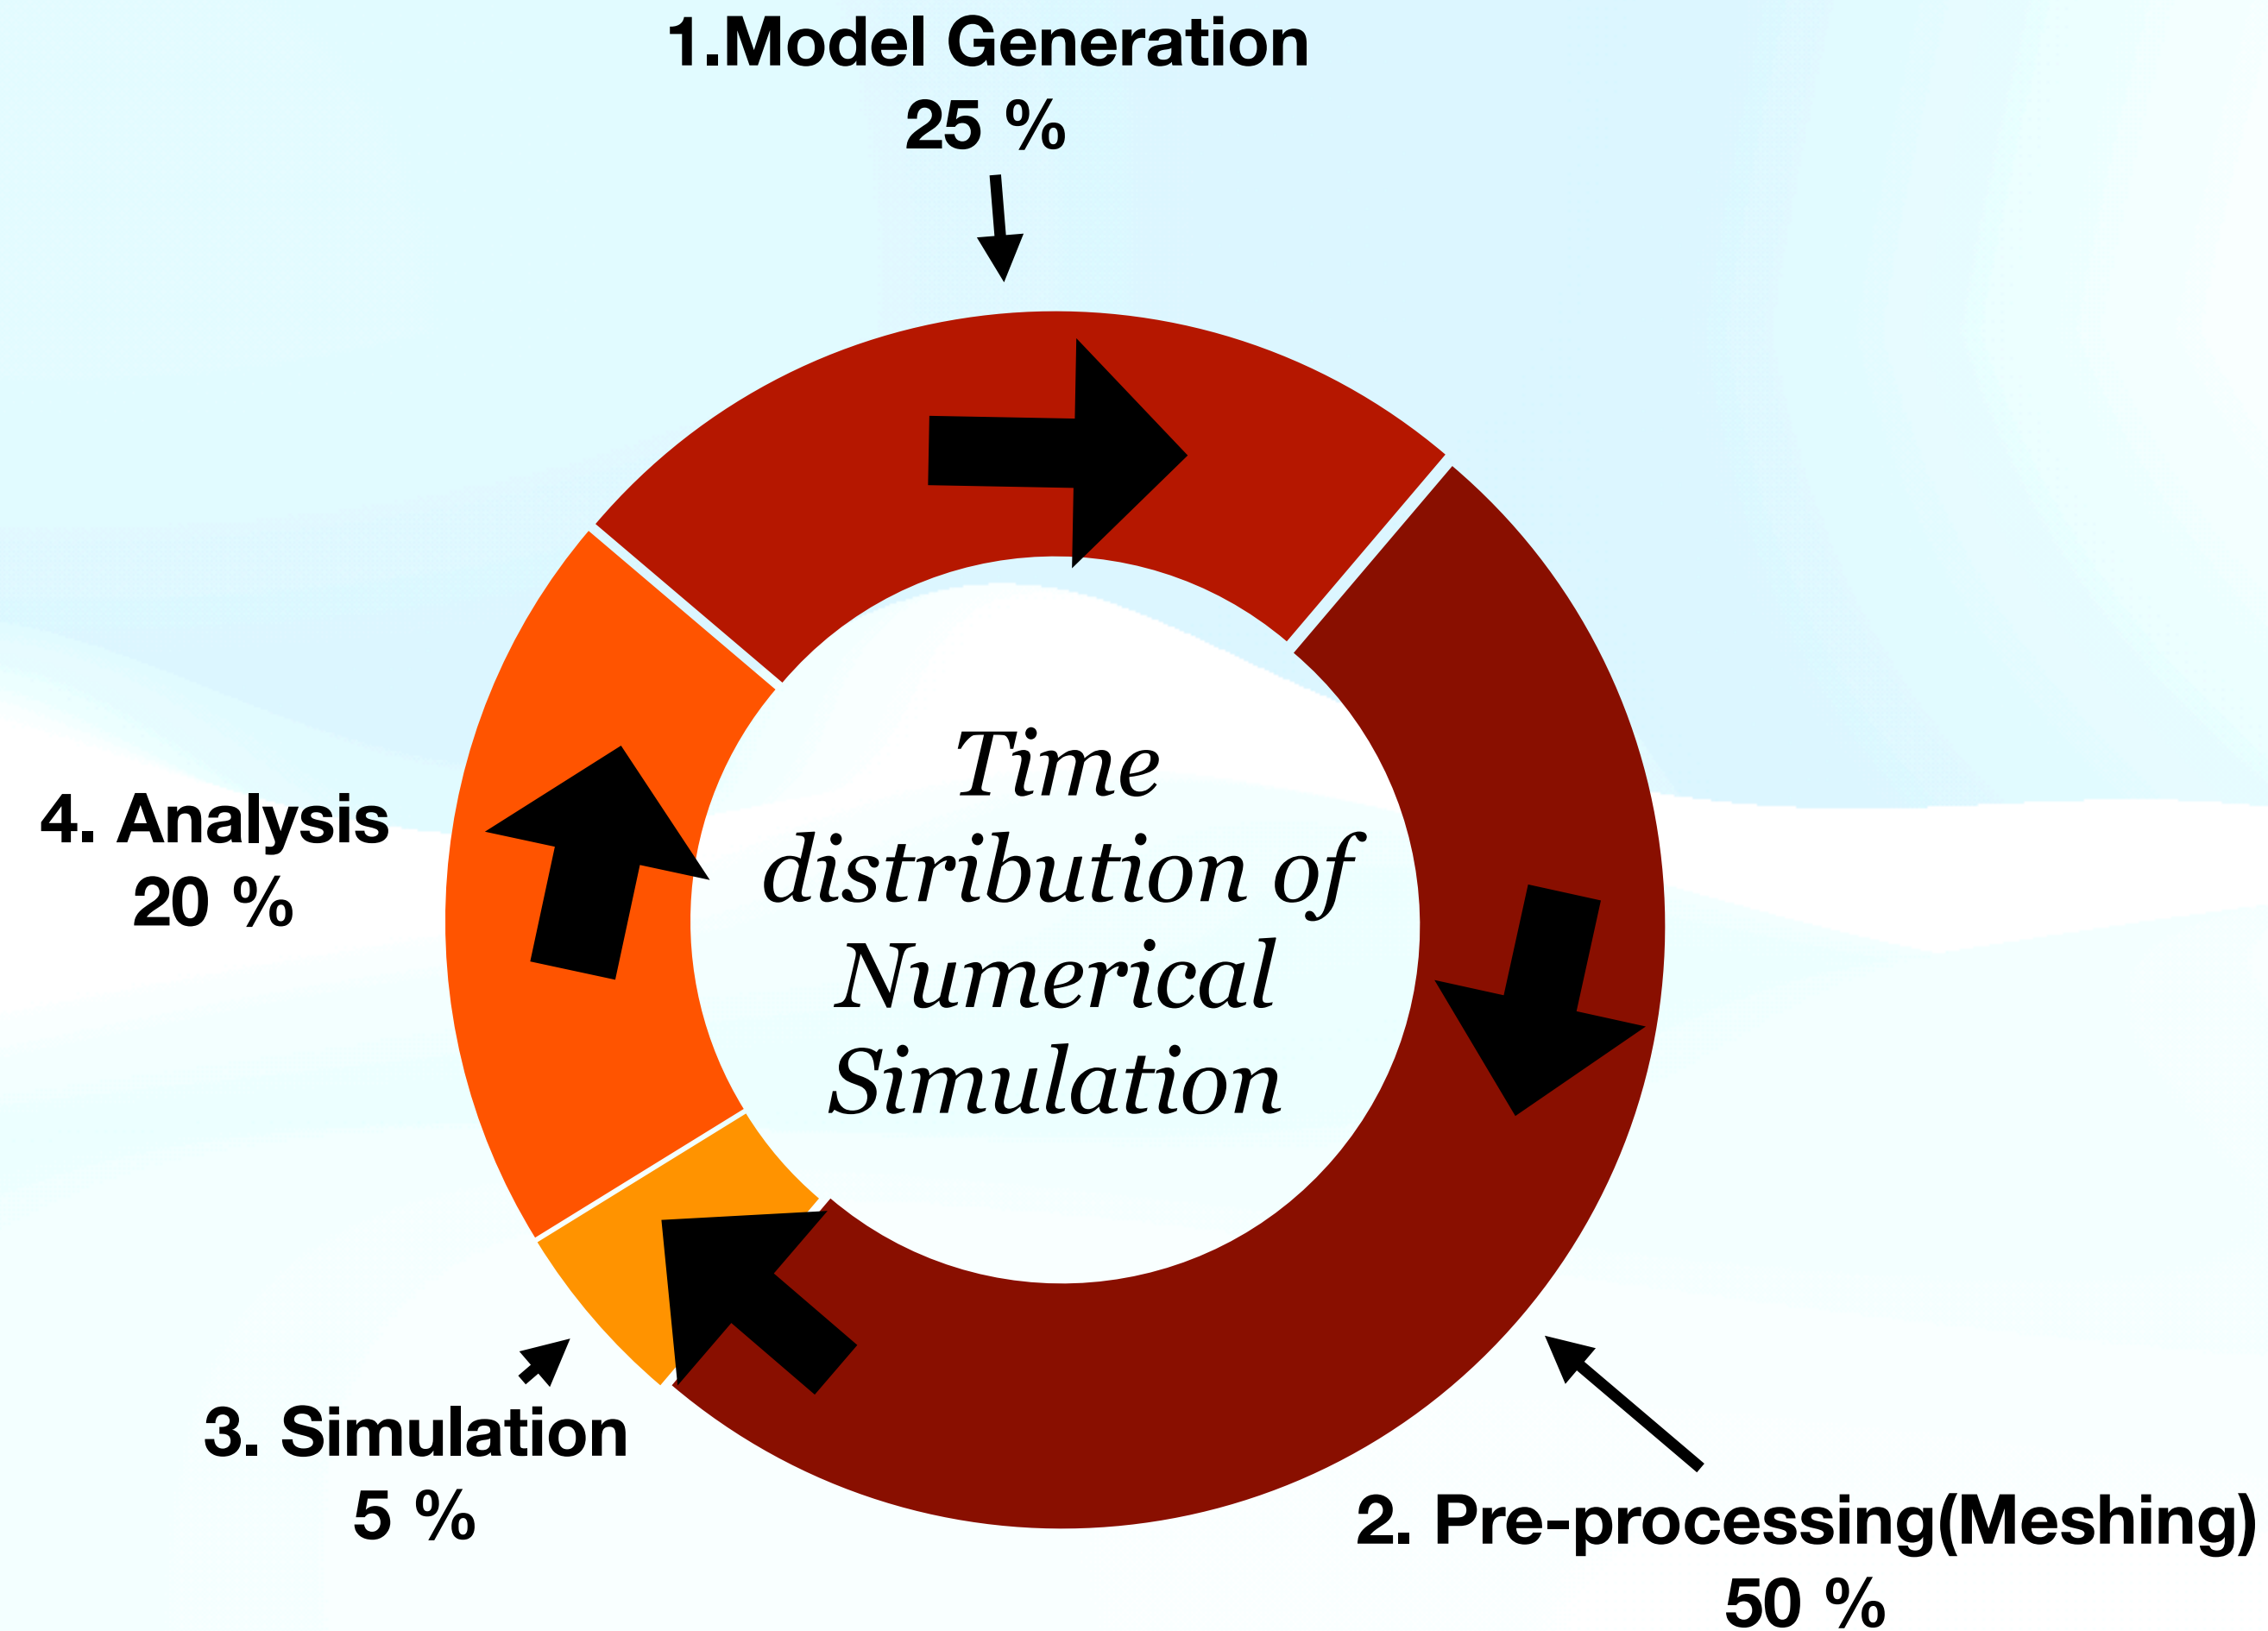 1.Model Generation
25 %
Time
distribution of
Numerical
Simulation
4. Analysis
20 %
3. Simulation
5 %
2. Pre-processing(Meshing)
50 %